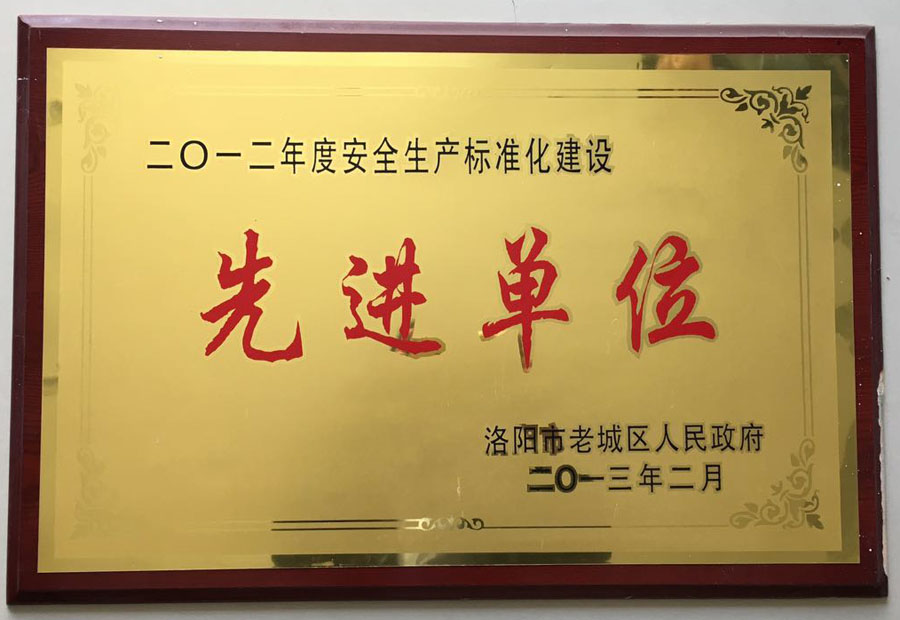 二〇一二年度安全生产标准化建设
先进单位
洛阳市老城区人民政府
二〇一三年二月